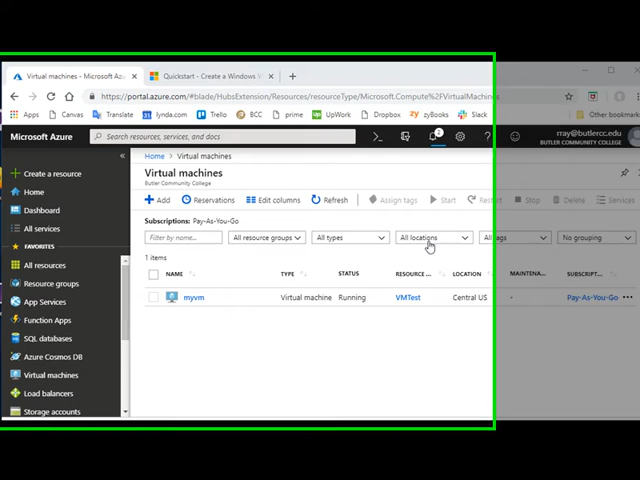 Virtual machines - Microsoft Az
Quickstart - Create a Windows V
https://portal.azure.com/#blade/HubsExtension/Resources/resourceType/Microsoft.Compute%2FVirtualMachines
Apps Translate lynda.com Trello BCC prime UpWork Dropbox zyBooks Slack Other bookmarks
Microsoft Azure
Search resources, services, and docs
2
rray@butlercc.edu
BUTLER COMMUNITY COLLEGE
Create a resource
Home
Dashboard
All services
FAVORITES
All resources
Resource groups
App Services
Function Apps
SQL databases
Azure Cosmos DB
Virtual machines
Load balancers
Storage accounts
Home > Virtual machines
Virtual machines
Butler Community College
Add Reservations Edit columns Refresh Assign tags Start Restart Stop Delete Services
Subscriptions: Pay-As-You-Go
Filter by name... All resource groups All types All locations All tags No grouping
1 items
NAME TYPE STATUS RESOURCE ... LOCATION MAINTENA... SUBSCRIPT...
myvm Virtual machine Running VMTest Central US - Pay-As-You-Go